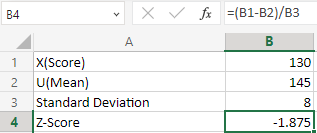 B4 fx =(B1-B2)/B3
A B
1 X(Score) 130
2 U(Mean) 145
3 Standard Deviation 8
4 Z-Score -1.875